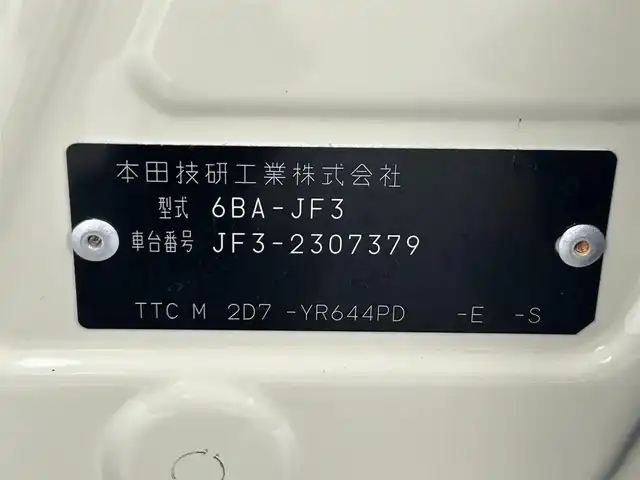 本田技研工業株式会社
型式 6BA-JF3
車台番号 JF3-2307379
TTC M 2D7 -YR644PD -E -S